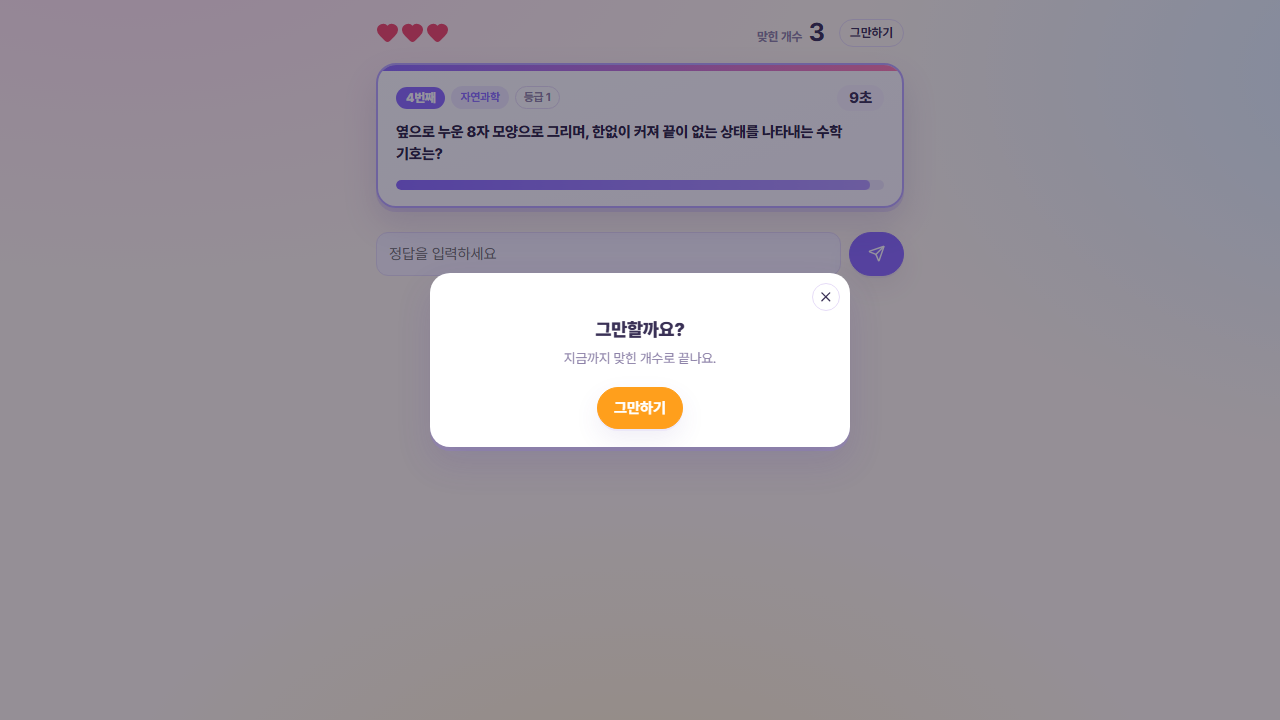 맞힌 개수 3 그만하기
4번째 자연과학 등급 1 9초
옆으로 누운 8자 모양으로 그리며, 한없이 커져 끝이 없는 상태를 나타내는 수학
기호는?
정답을 입력하세요
그만할까요?
지금까지 맞힌 개수로 끝나요.
그만하기